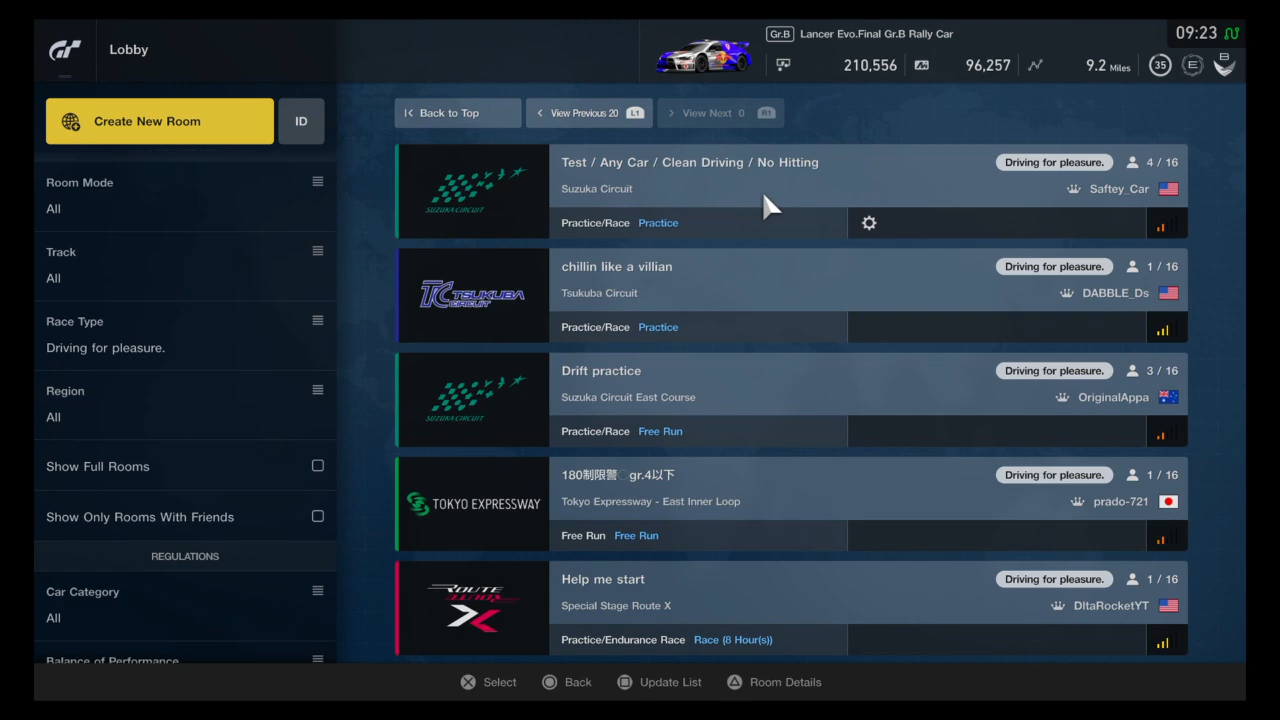 Lobby
Gr.B Lancer Evo.Final Gr.B Rally Car
09:23
210,556 96,257 9.2 Miles 35 E B
Create New Room
ID
Back to Top
View Previous 20 L1
View Next 0 R1
Room Mode
All
Track
All
Race Type
Driving for pleasure.
Region
All
Show Full Rooms
Show Only Rooms With Friends
REGULATIONS
Car Category
All
Balance of Performance
SUZUKA CIRCUIT
Test / Any Car / Clean Driving / No Hitting
Driving for pleasure. 4 / 16
Suzuka Circuit
Saftey_Car
Practice/Race Practice
TC TSUKUBA CIRCUIT
chillin like a villian
Driving for pleasure. 1 / 16
Tsukuba Circuit
DABBLE_Ds
Practice/Race Practice
SUZUKA CIRCUIT
Drift practice
Driving for pleasure. 3 / 16
Suzuka Circuit East Course
OriginalAppa
Practice/Race Free Run
TOKYO EXPRESSWAY
180制限警 gr.4以下
Driving for pleasure. 1 / 16
Tokyo Expressway - East Inner Loop
prado-721
Free Run Free Run
ROUTE X
Help me start
Driving for pleasure. 1 / 16
Special Stage Route X
DltaRocketYT
Practice/Endurance Race Race (8 Hour(s))
Select
Back
Update List
Room Details